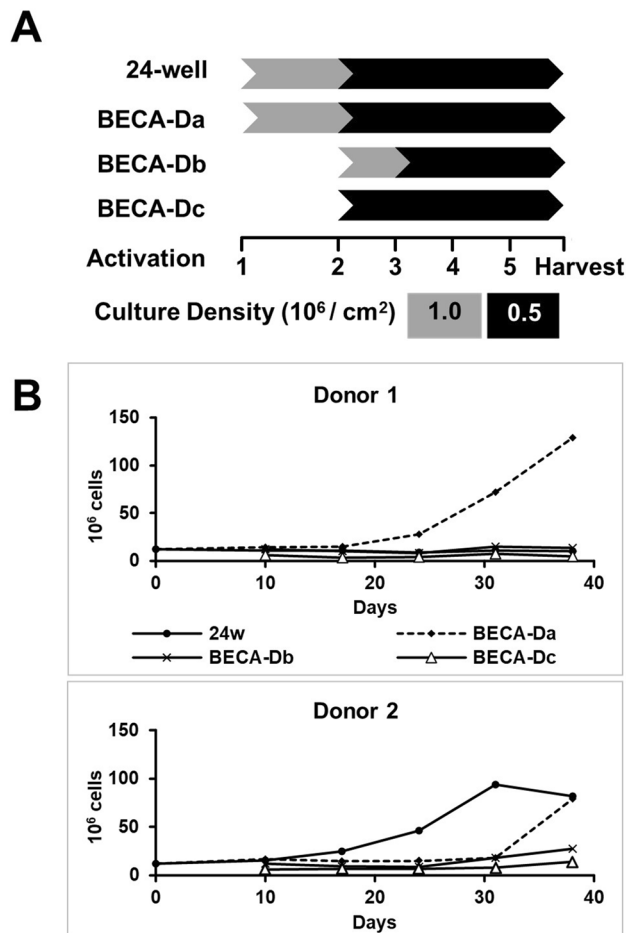 A
24-well
BECA-Da
BECA-Db
BECA-Dc
Activation 1 2 3 4 5 Harvest
Culture Density (10⁶ / cm²) 1.0 0.5
B
Donor 1
150
100
50
0
10⁶ cells
0 10 20 30 40
Days
24w BECA-Da
BECA-Db BECA-Dc
Donor 2
150
100
50
0
10⁶ cells
0 10 20 30 40
Days